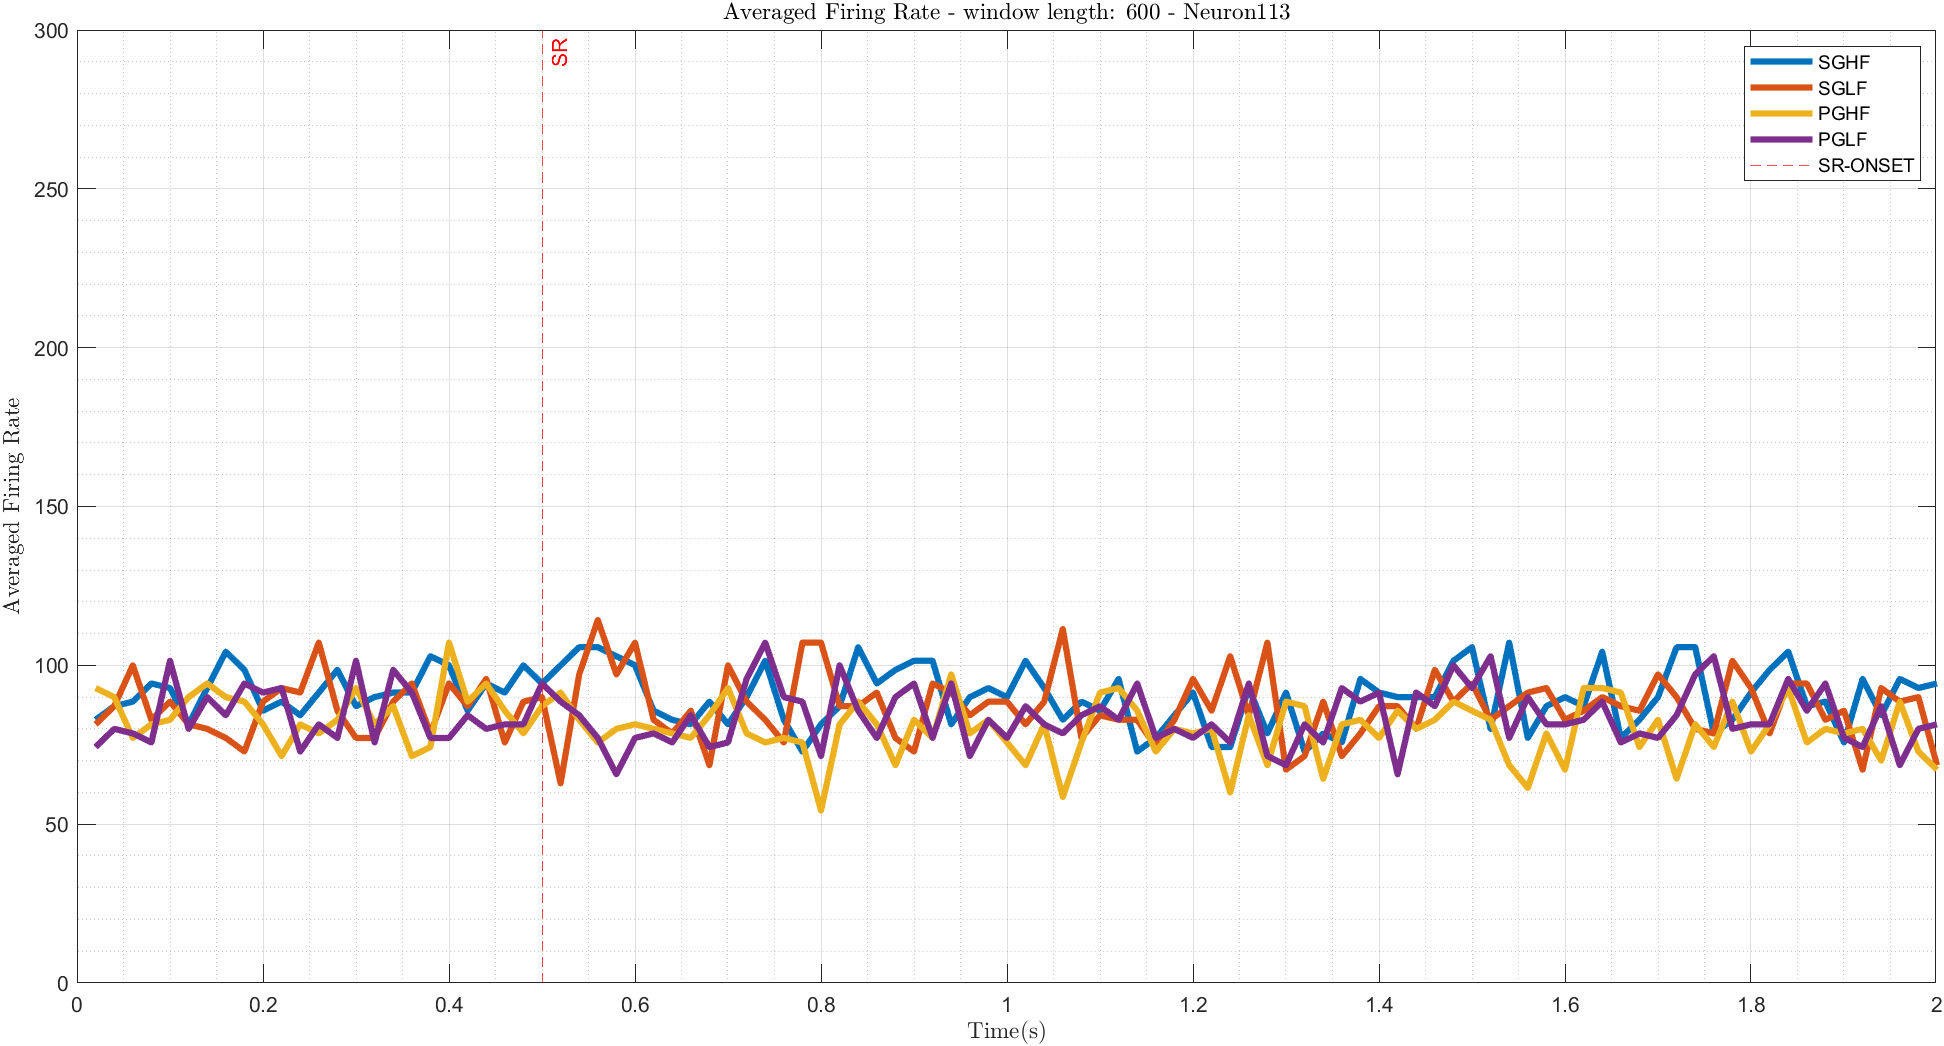 Averaged Firing Rate - window length: 600 - Neuron113
300
250
200
150
100
50
0
Averaged Firing Rate
SR
SGHF
SGLF
PGHF
PGLF
SR-ONSET
0 0.2 0.4 0.6 0.8 1 1.2 1.4 1.6 1.8 2
Time(s)